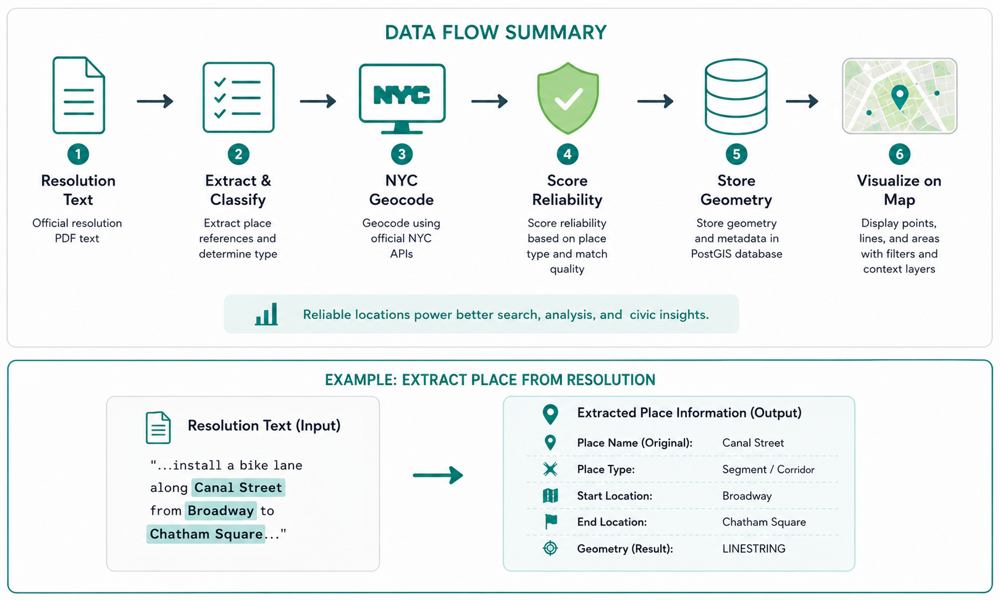 DATA FLOW SUMMARY
NYC
1
Resolution
Text
Official resolution
PDF text
2
Extract &
Classify
Extract place
references and
determine type
3
NYC
Geocode
Geocode using
official NYC
APIs
4
Score
Reliability
Score reliability
based on place
type and match
quality
5
Store
Geometry
Store geometry
and metadata in
PostGIS database
6
Visualize on
Map
Display points,
lines, and areas
with filters and
context layers
Reliable locations power better search, analysis, and civic insights.
EXAMPLE: EXTRACT PLACE FROM RESOLUTION
Resolution Text (Input)
"...install a bike lane
along Canal Street
from Broadway to
Chatham Square..."
Extracted Place Information (Output)
Place Name (Original): Canal Street
Place Type: Segment / Corridor
Start Location: Broadway
End Location: Chatham Square
Geometry (Result): LINESTRING